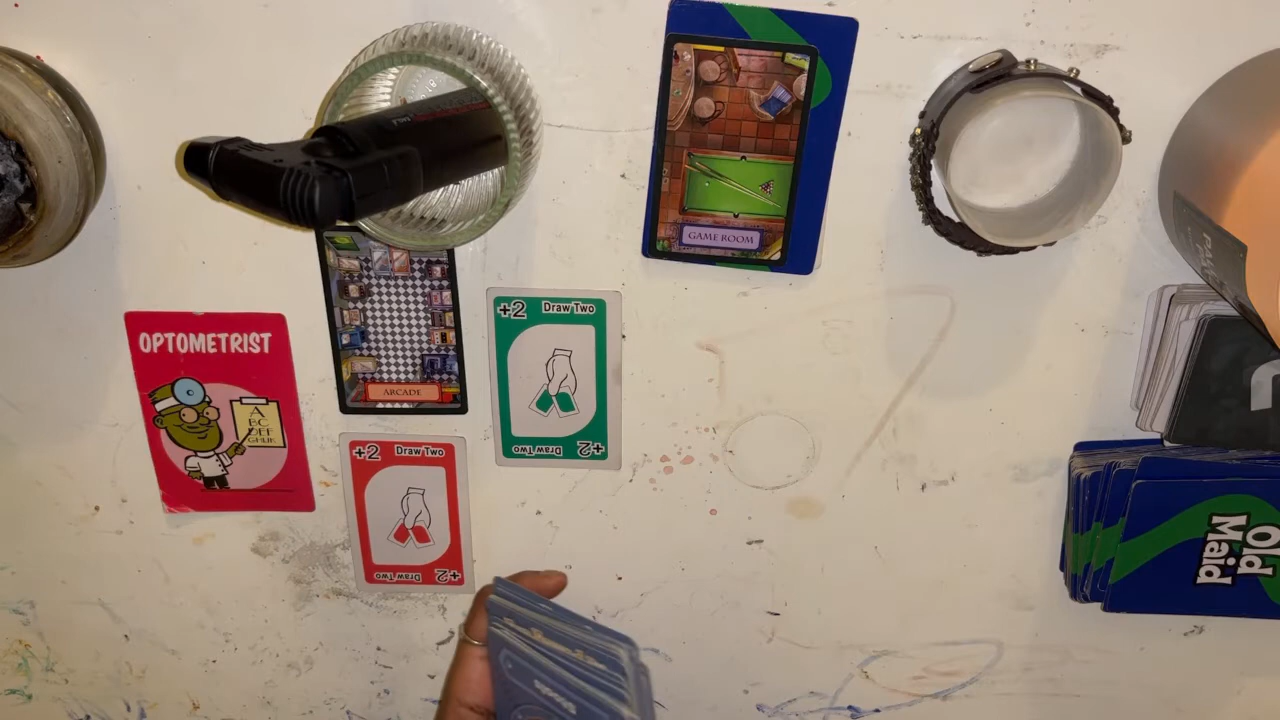 GAME ROOM
OPTOMETRIST
A
BC
DEF
GHIJK
ARCADE
+2 Draw Two
+2 Draw Two
+2 Draw Two
+2 Draw Two
Old
Maid